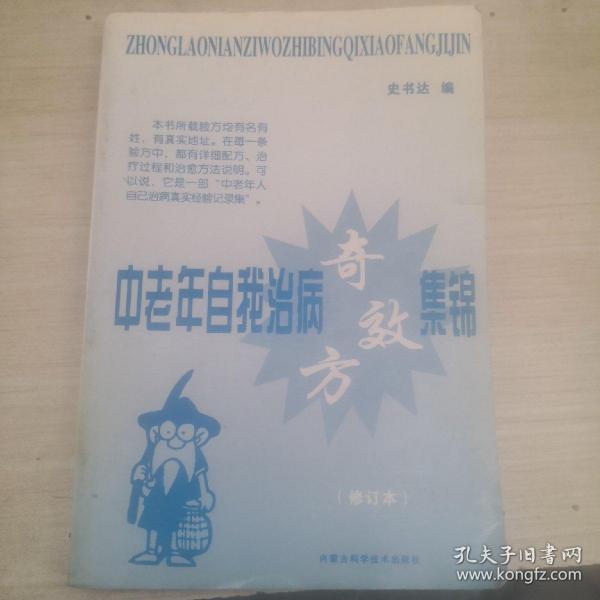 ZHONGLAONIANZIWOZHIBINGQIXIAOFANGJIJIN
史书达 编
本书所载验方均有名有
姓，有真实地址。在每一条
验方中，都有详细配方、治
疗过程和治愈方法说明。可
以说，它是一部“中老年人
自己治病真实经验记录集”。
中老年自我治病奇效方集锦
（修订本）
内蒙古科学技术出版社
孔夫子旧书网
www.kongfz.com